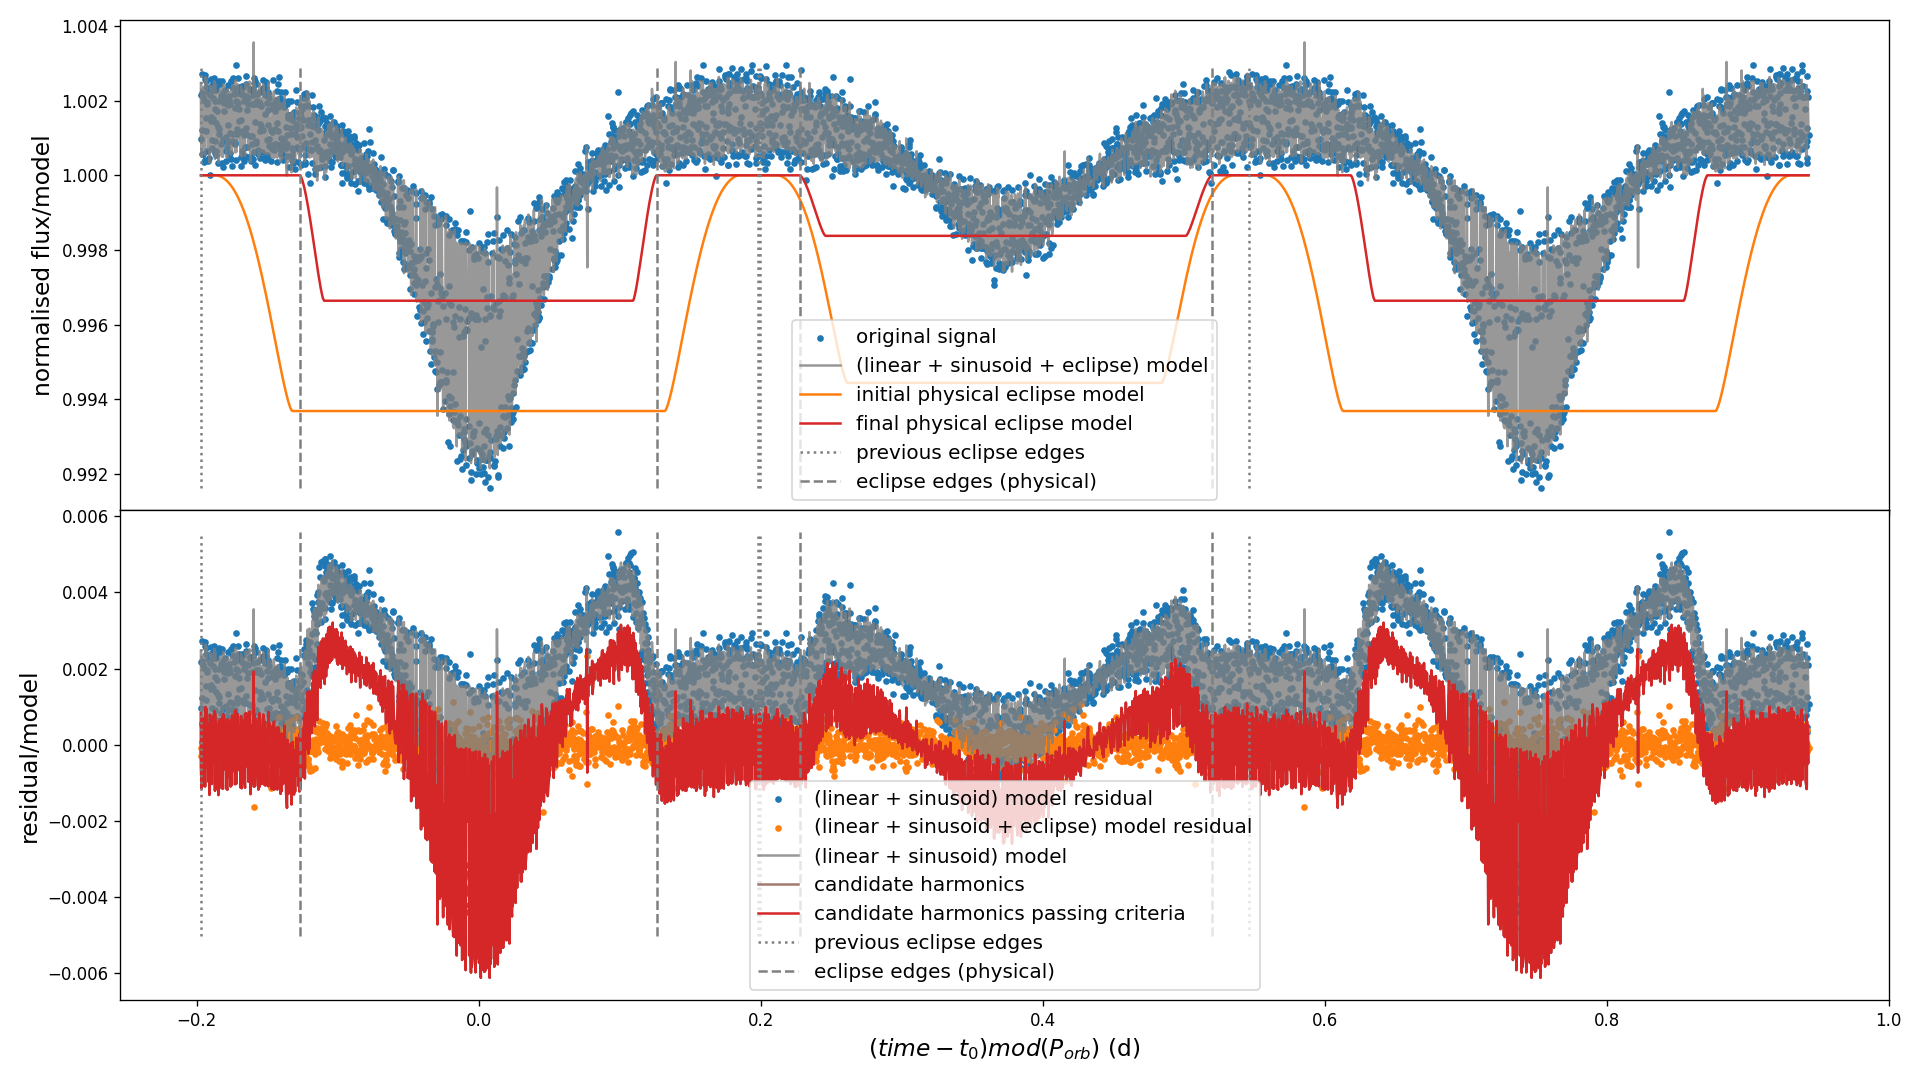 normalised flux/model
1.004
1.002
1.000
0.998
0.996
0.994
0.992
original signal
(linear + sinusoid + eclipse) model
initial physical eclipse model
final physical eclipse model
previous eclipse edges
eclipse edges (physical)
residual/model
0.006
0.004
0.002
0.000
−0.002
−0.004
−0.006
(linear + sinusoid) model residual
(linear + sinusoid + eclipse) model residual
(linear + sinusoid) model
candidate harmonics
candidate harmonics passing criteria
previous eclipse edges
eclipse edges (physical)
−0.2 0.0 0.2 0.4 0.6 0.8 1.0
(time − t₀)mod(Pₒᵣb) (d)